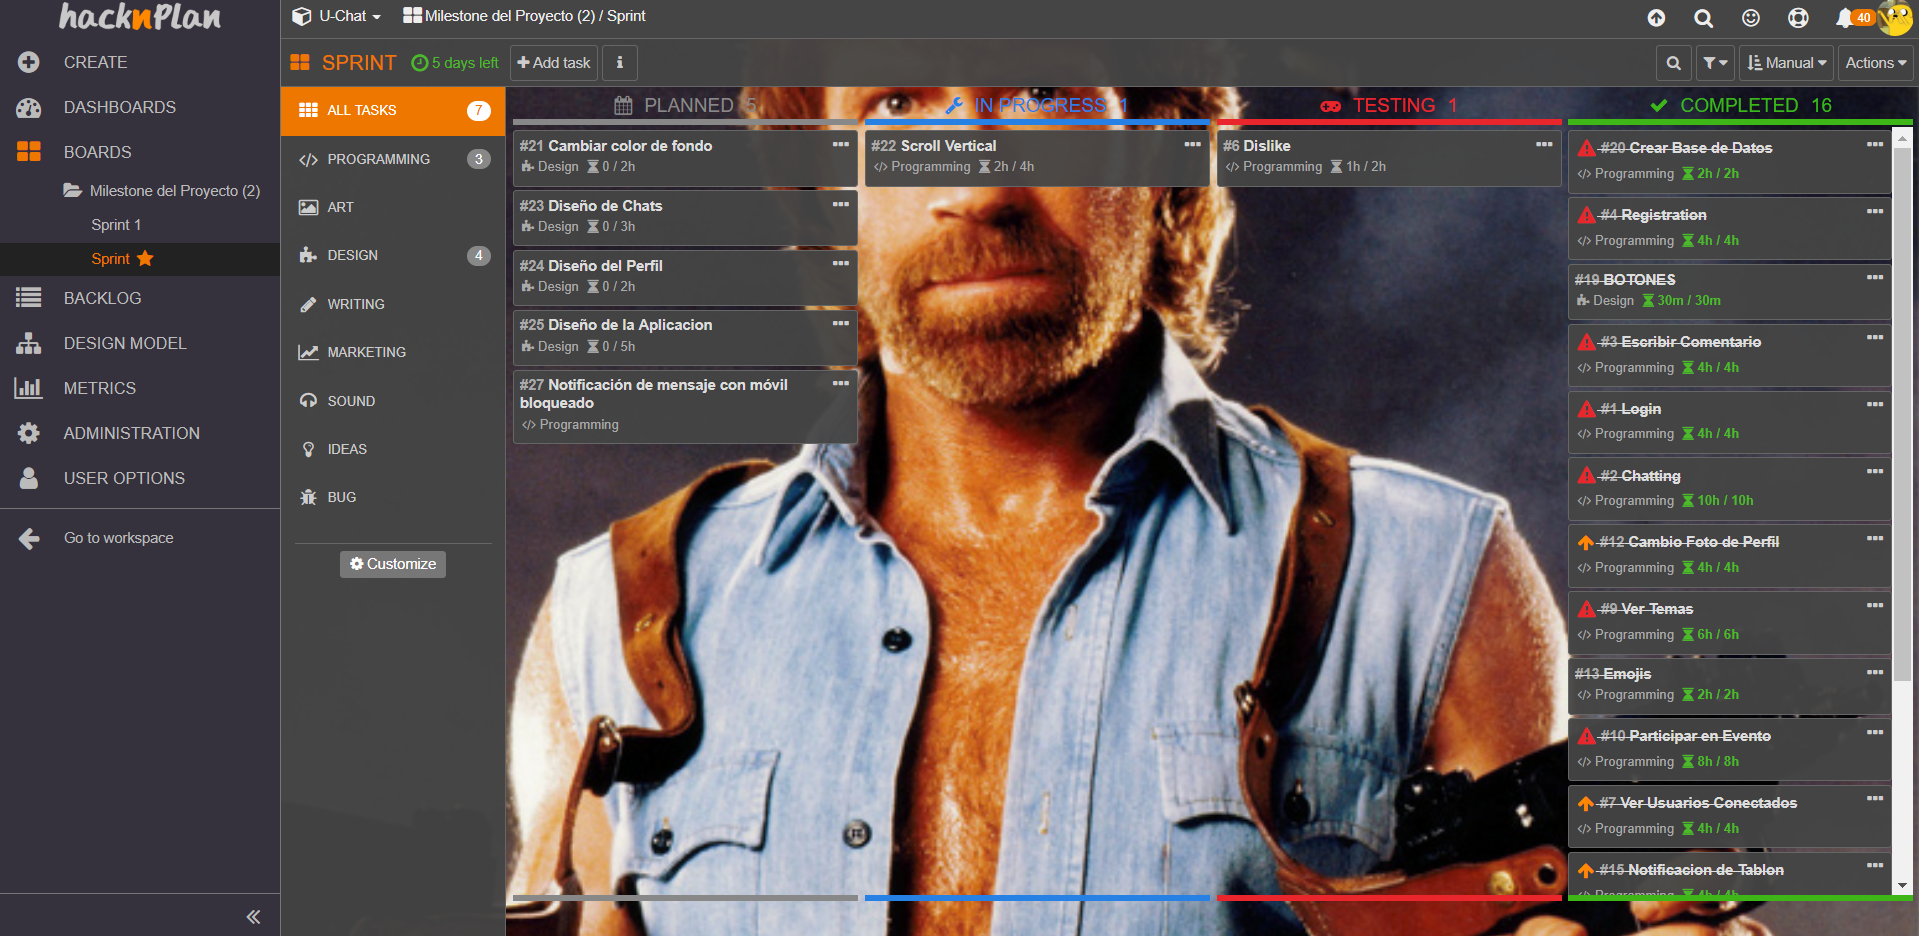 hacknPlan
CREATE
DASHBOARDS
BOARDS
Milestone del Proyecto (2)
Sprint 1
Sprint
BACKLOG
DESIGN MODEL
METRICS
ADMINISTRATION
USER OPTIONS
Go to workspace
U-Chat
Milestone del Proyecto (2) / Sprint
40
SPRINT
5 days left
Add task
i
Manual
Actions
ALL TASKS 7
PROGRAMMING 3
ART
DESIGN 4
WRITING
MARKETING
SOUND
IDEAS
BUG
Customize
PLANNED 5
#21 Cambiar color de fondo
Design 0 / 2h
#23 Diseño de Chats
Design 0 / 3h
#24 Diseño del Perfil
Design 0 / 2h
#25 Diseño de la Aplicacion
Design 0 / 5h
#27 Notificación de mensaje con móvil
bloqueado
Programming
IN PROGRESS 1
#22 Scroll Vertical
Programming 2h / 4h
TESTING 1
#6 Dislike
Programming 1h / 2h
COMPLETED 16
#20 Crear Base de Datos
Programming 2h / 2h
#4 Registration
Programming 4h / 4h
#19 BOTONES
Design 30m / 30m
#3 Escribir Comentario
Programming 4h / 4h
#1 Login
Programming 4h / 4h
#2 Chatting
Programming 10h / 10h
#12 Cambio Foto de Perfil
Programming 4h / 4h
#9 Ver Temas
Programming 6h / 6h
#13 Emojis
Programming 2h / 2h
#10 Participar en Evento
Programming 8h / 8h
#7 Ver Usuarios Conectados
Programming 4h / 4h
#15 Notificacion de Tablon
Programming 4h / 4h